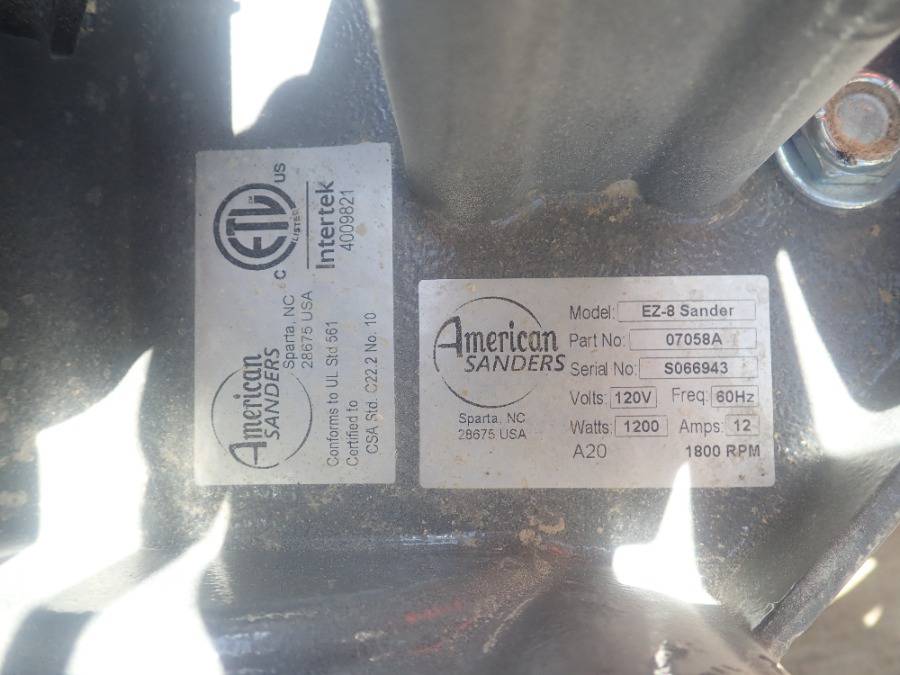 ETL
LISTED
C
US
Intertek
4009821
American
SANDERS
Sparta, NC
28675 USA
Conforms to UL Std 561
Certified to
CSA Std. C22.2 No. 10
American
SANDERS
Sparta, NC
28675 USA
Model: EZ-8 Sander
Part No: 07058A
Serial No: S066943
Volts: 120V Freq: 60Hz
Watts: 1200 Amps: 12
A20 1800 RPM